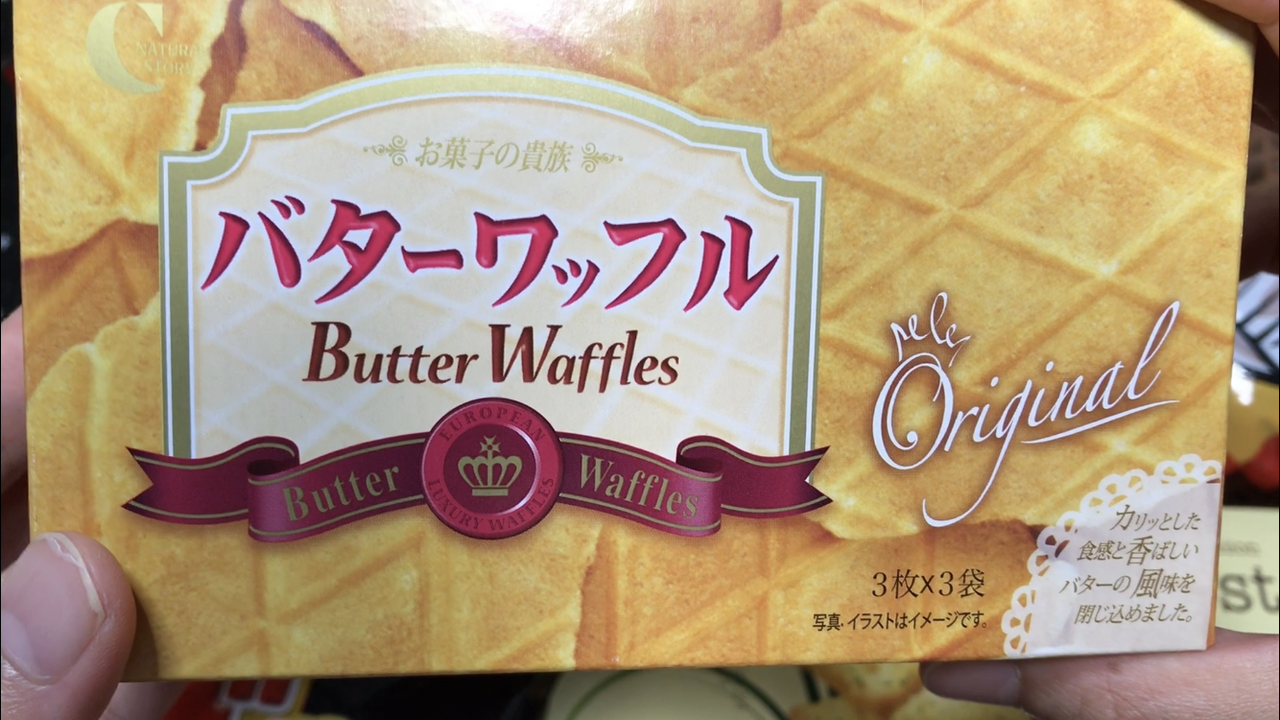 NATURAL
STORY
お菓子の貴族
バターワッフル
Butter Waffles
EUROPEAN
Butter
Waffles
LUXURY WAFFLES
Original
カリッとした
食感と香ばしい
バターの風味を
閉じ込めました。
3枚×3袋
写真・イラストはイメージです。
st